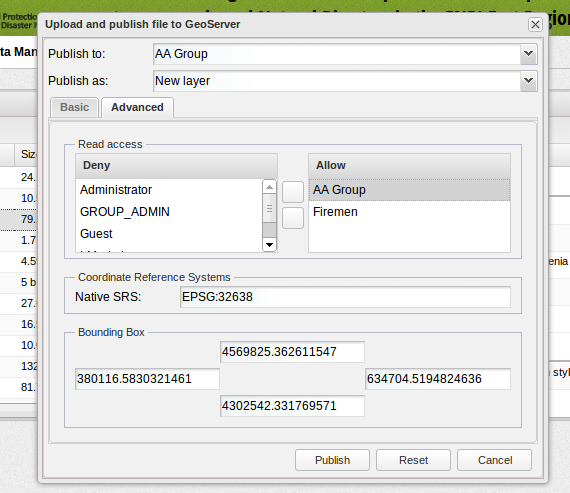 l Protection
Disaster
Upload and publish file to GeoServer
ta Man
Publish to:
AA Group
Publish as:
New layer
Basic
Advanced
Read access
Deny
Allow
Administrator
GROUP_ADMIN
Guest
AA Group
Firemen
Coordinate Reference Systems
Native SRS:
EPSG:32638
Bounding Box
4569825.362611547
380116.5830321461
634704.5194824636
4302542.331769571
Publish
Reset
Cancel
Size
24.
10.
79.
1.7
4.5
5 b
27.
16.
10.
132
81.
enia
n styl